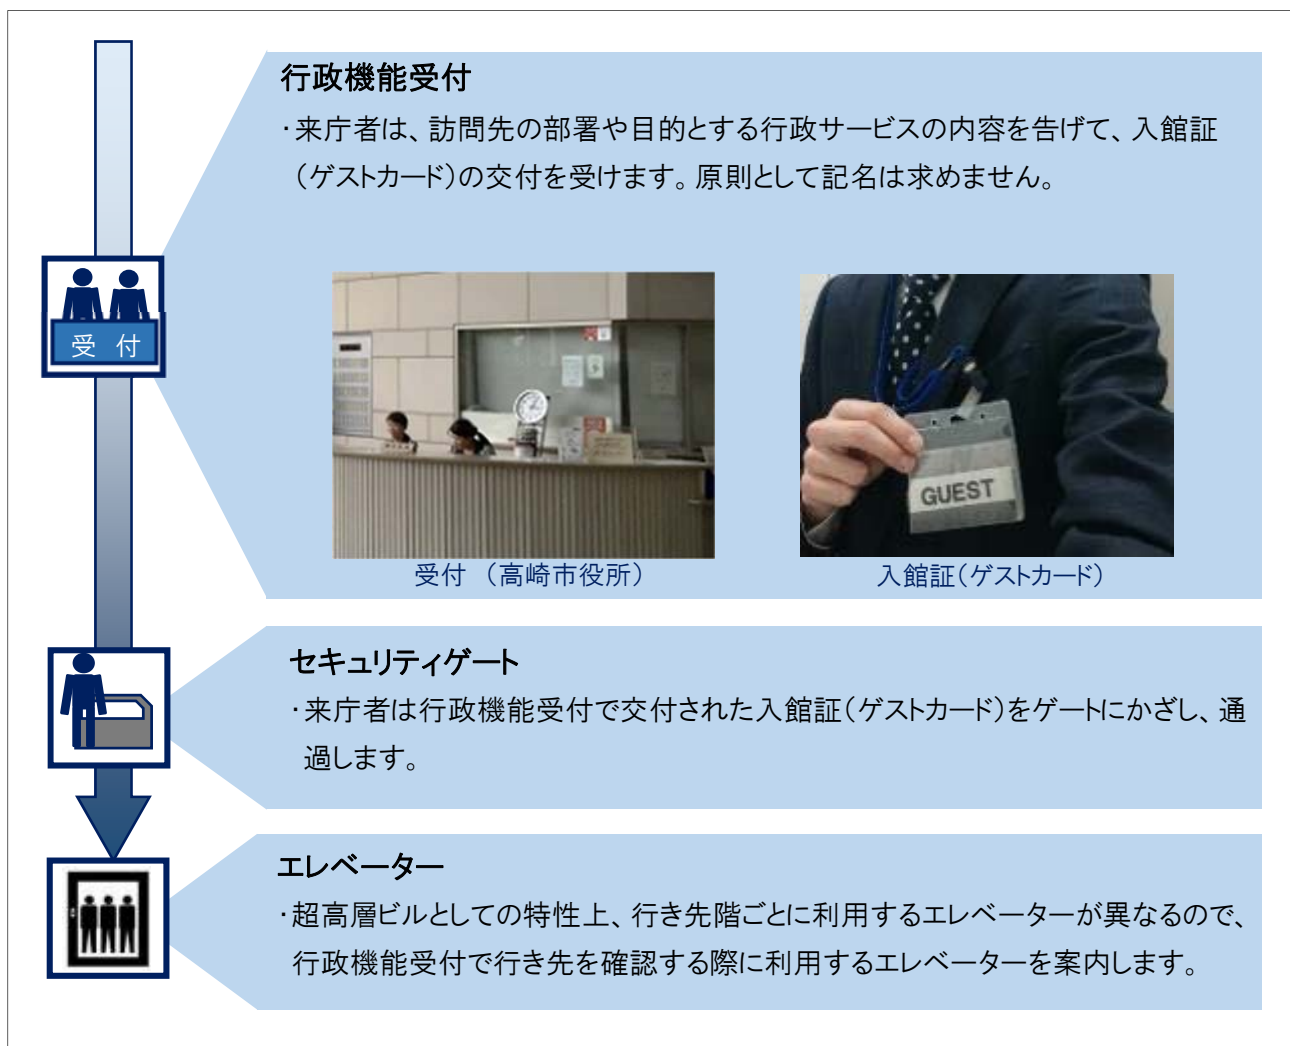 行政機能受付
・来庁者は、訪問先の部署や目的とする行政サービスの内容を告げて、入館証
（ゲストカード）の交付を受けます。原則として記名は求めません。
受 付
GUEST
受付 （高崎市役所）
入館証（ゲストカード）
セキュリティゲート
・来庁者は行政機能受付で交付された入館証（ゲストカード）をゲートにかざし、通
過します。
エレベーター
・超高層ビルとしての特性上、行き先階ごとに利用するエレベーターが異なるので、
行政機能受付で行き先を確認する際に利用するエレベーターを案内します。